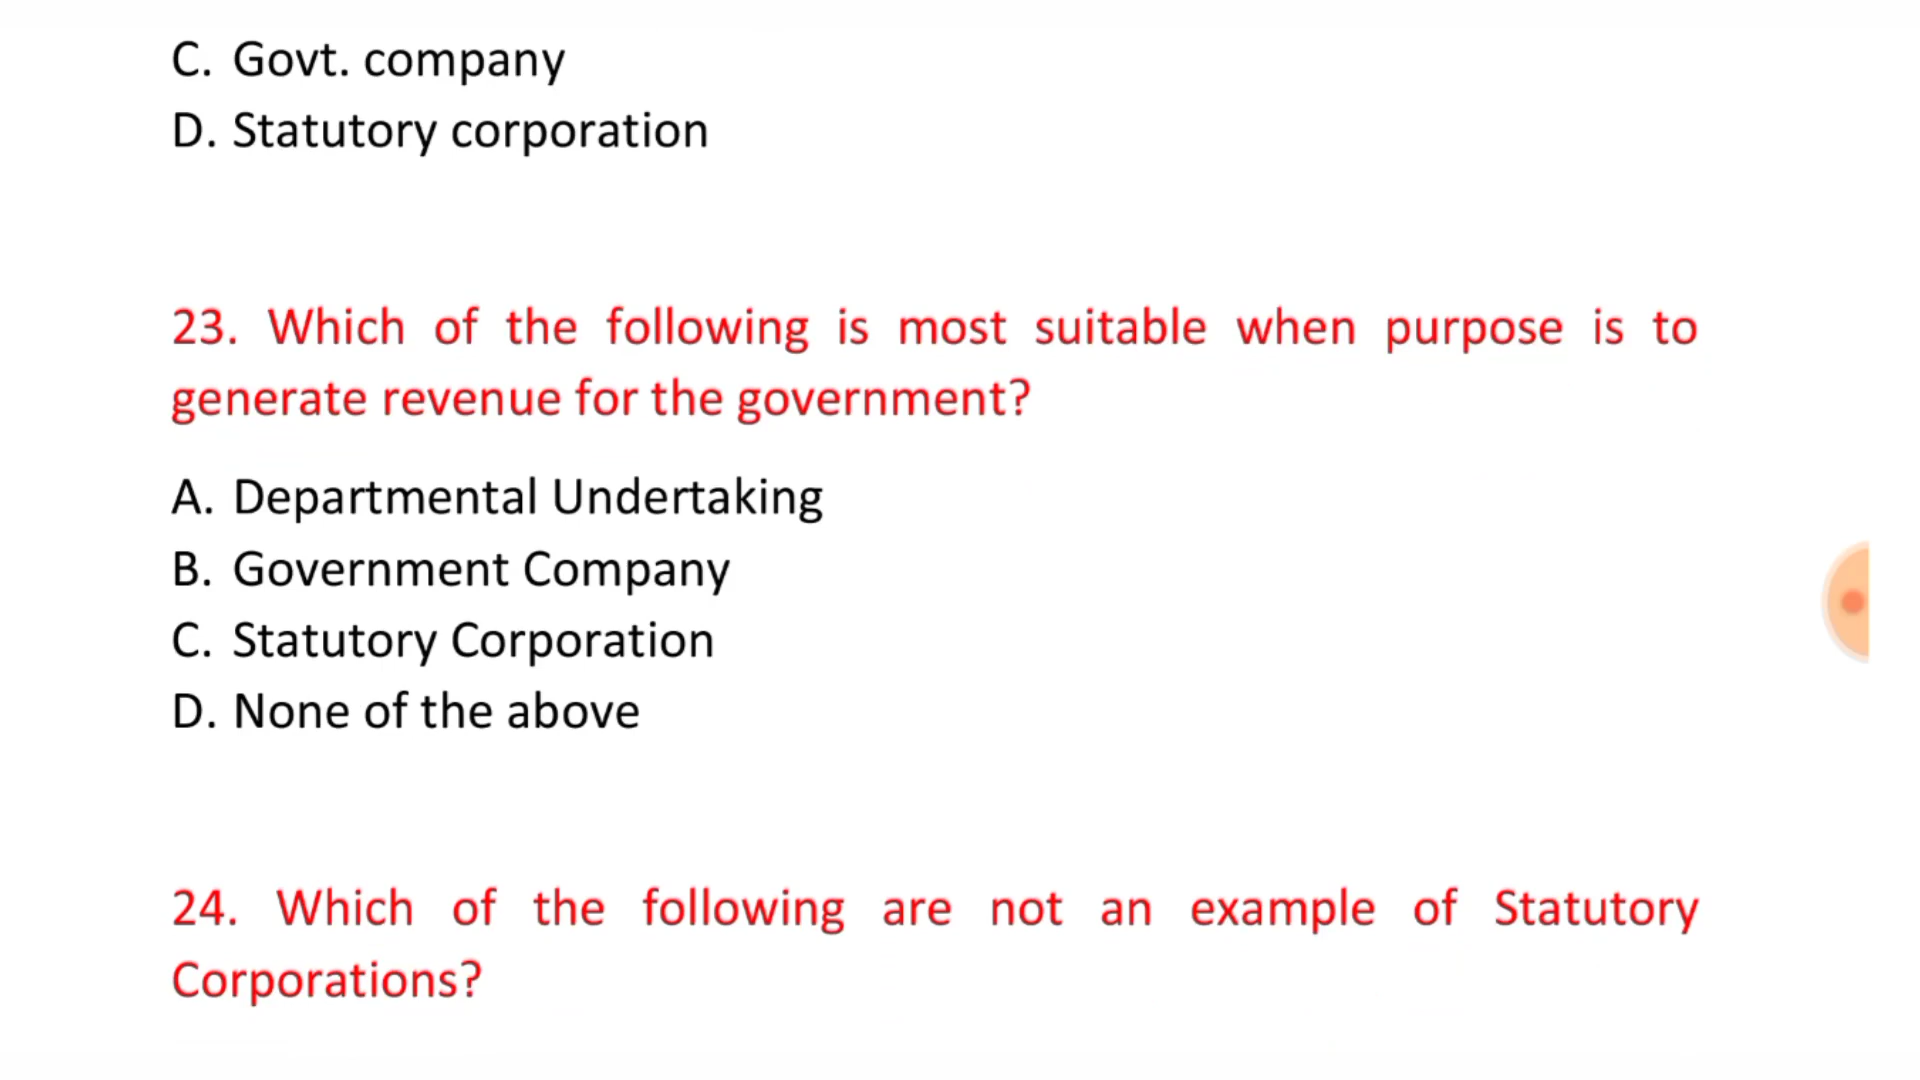 C. Govt. company
D. Statutory corporation
23. Which of the following is most suitable when purpose is to
generate revenue for the government?
A. Departmental Undertaking
B. Government Company
C. Statutory Corporation
D. None of the above
24. Which of the following are not an example of Statutory
Corporations?